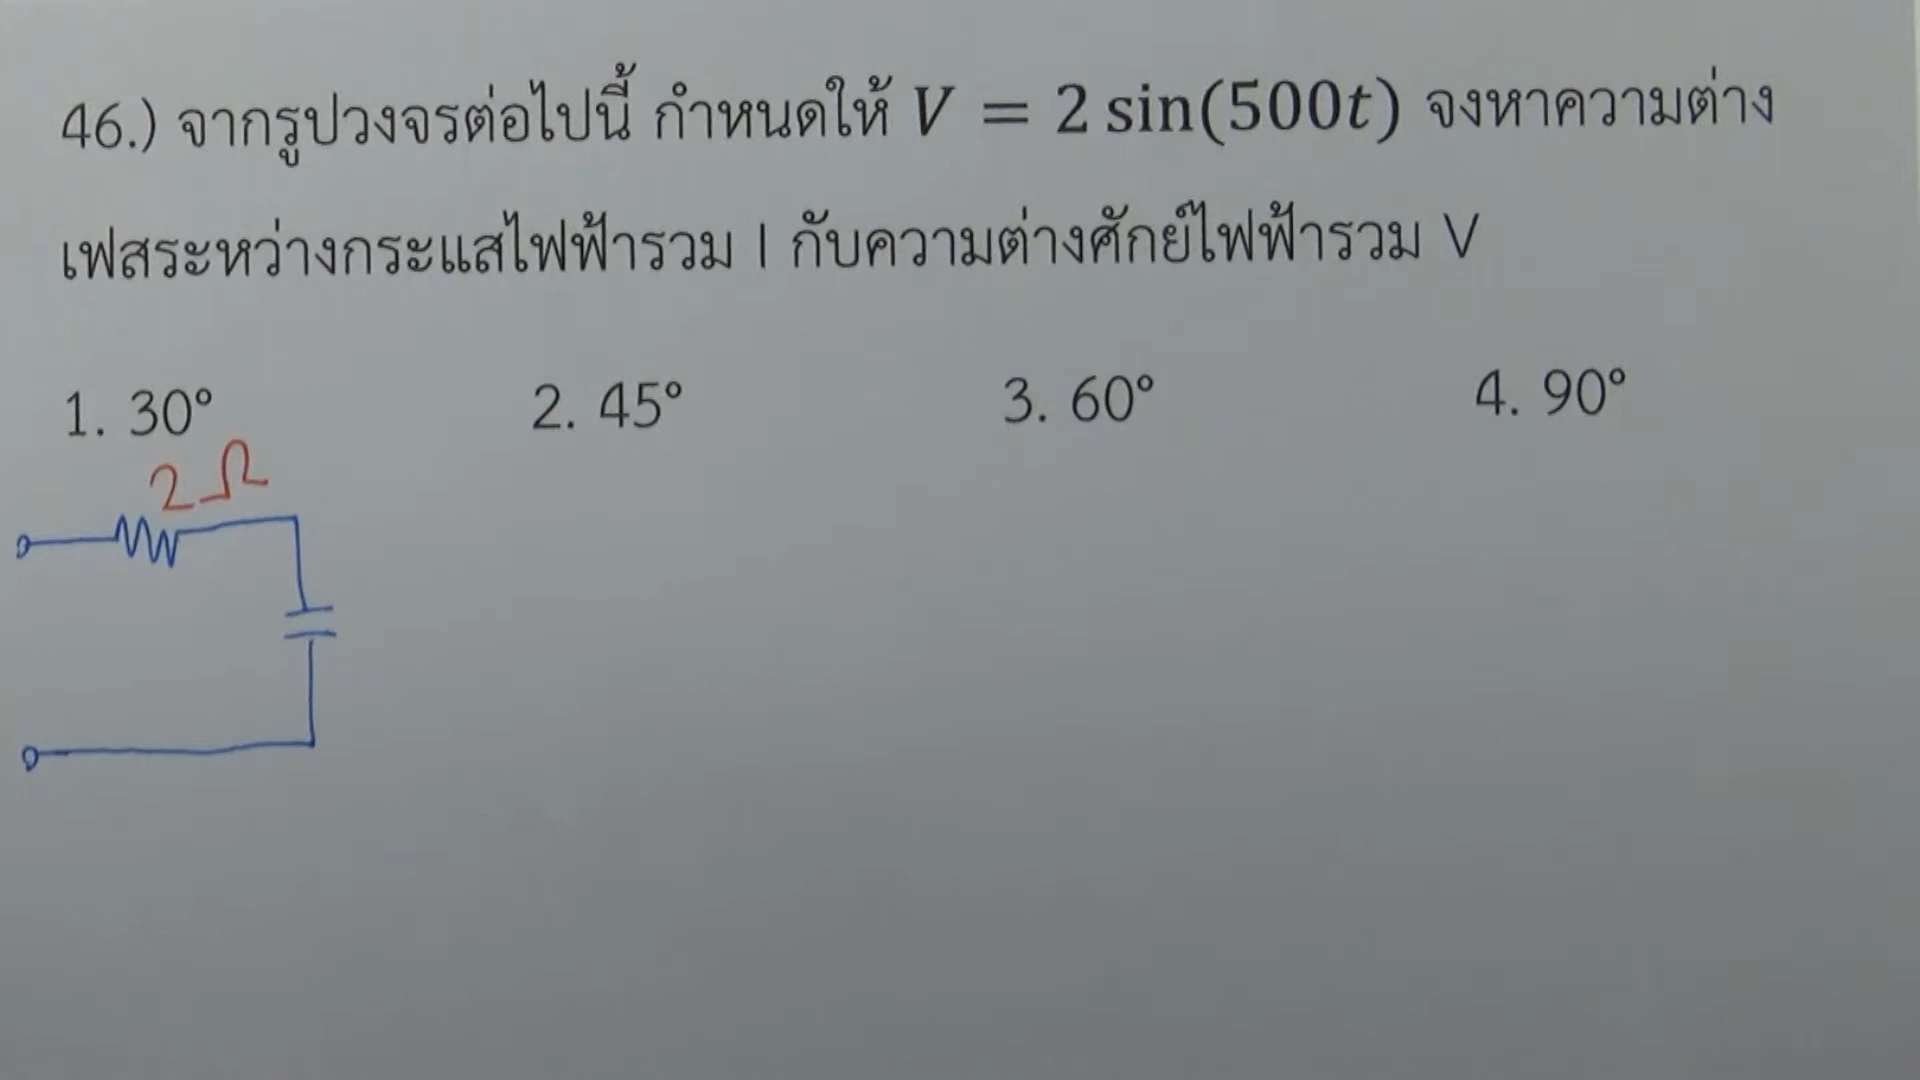 46.) จากรูปวงจรต่อไปนี้ กำหนดให้ V = 2 sin(500t) จงหาความต่าง
เฟสระหว่างกระแสไฟฟ้ารวม I กับความต่างศักย์ไฟฟ้ารวม V
1. 30° 2. 45° 3. 60° 4. 90°
2 Ω